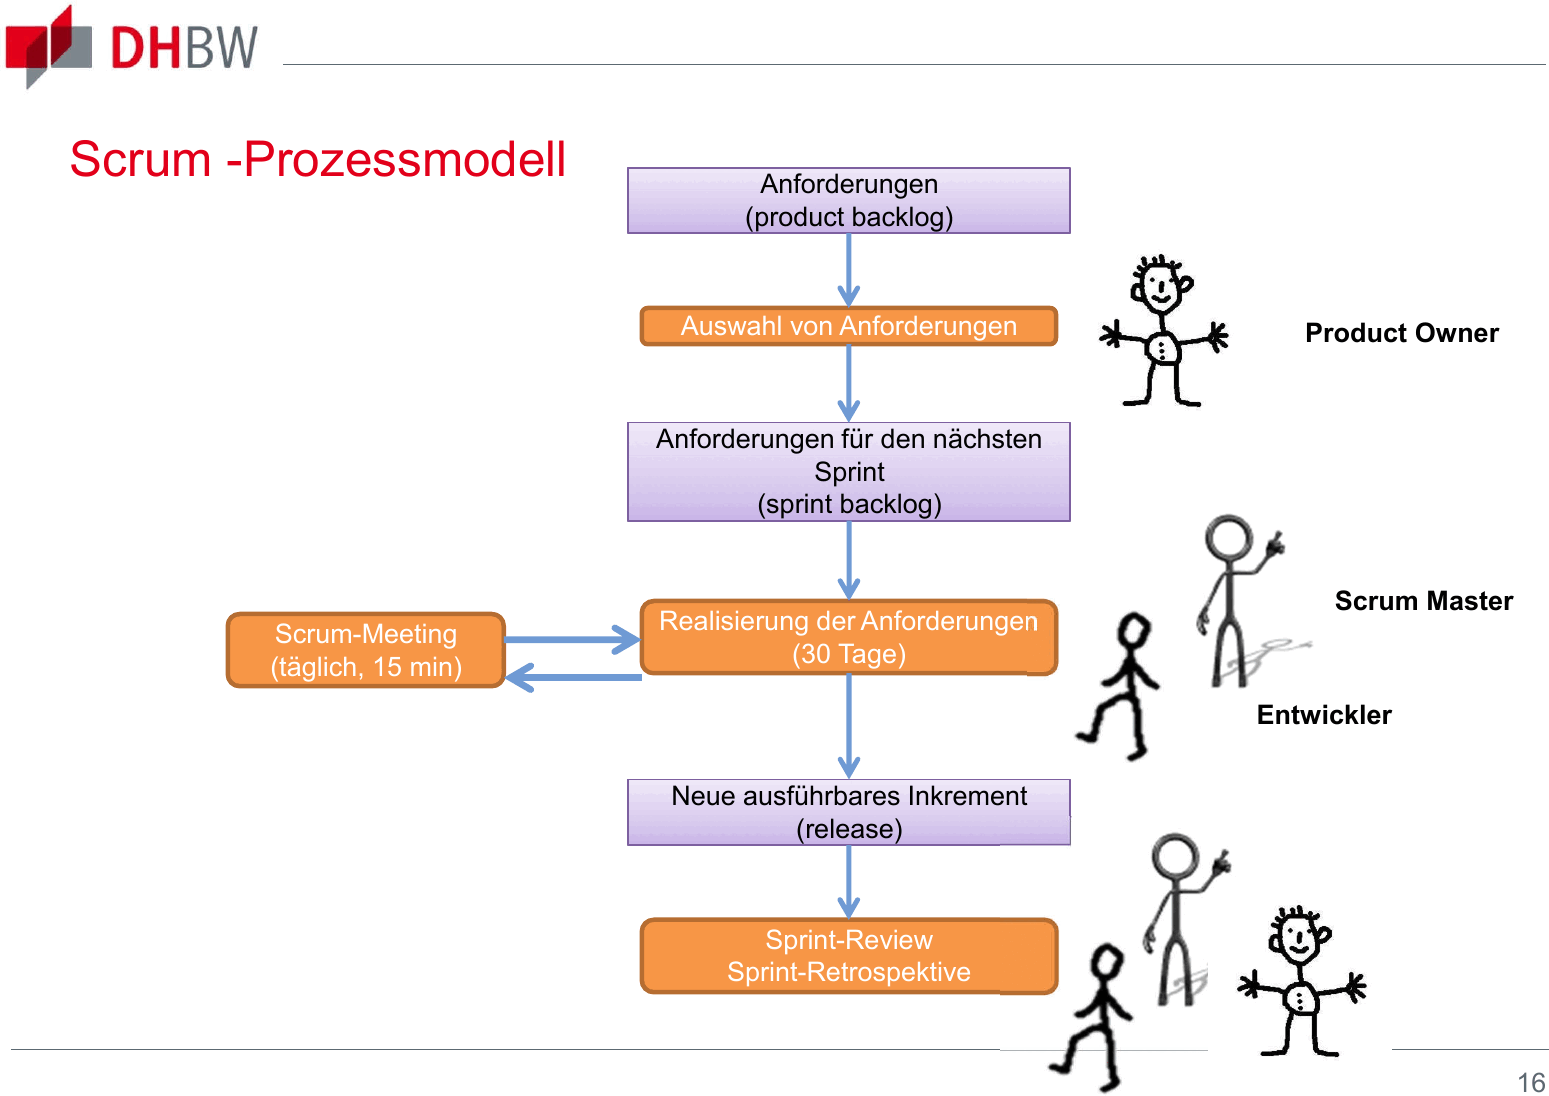 DHBW
Scrum -Prozessmodell
Anforderungen
(product backlog)
Auswahl von Anforderungen
Product Owner
Anforderungen für den nächsten
Sprint
(sprint backlog)
Scrum Master
Realisierung der Anforderungen
(30 Tage)
Scrum-Meeting
(täglich, 15 min)
Entwickler
Neue ausführbares Inkrement
(release)
Sprint-Review
Sprint-Retrospektive
16